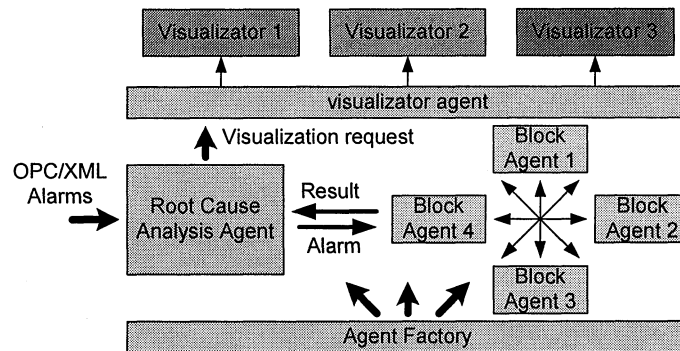 Visualizator 1
Visualizator 2
Visualizator 3
visualizator agent
Visualization request
OPC/XML
Alarms
Root Cause
Analysis Agent
Result
Alarm
Block
Agent 1
Block
Agent 4
Block
Agent 2
Block
Agent 3
Agent Factory